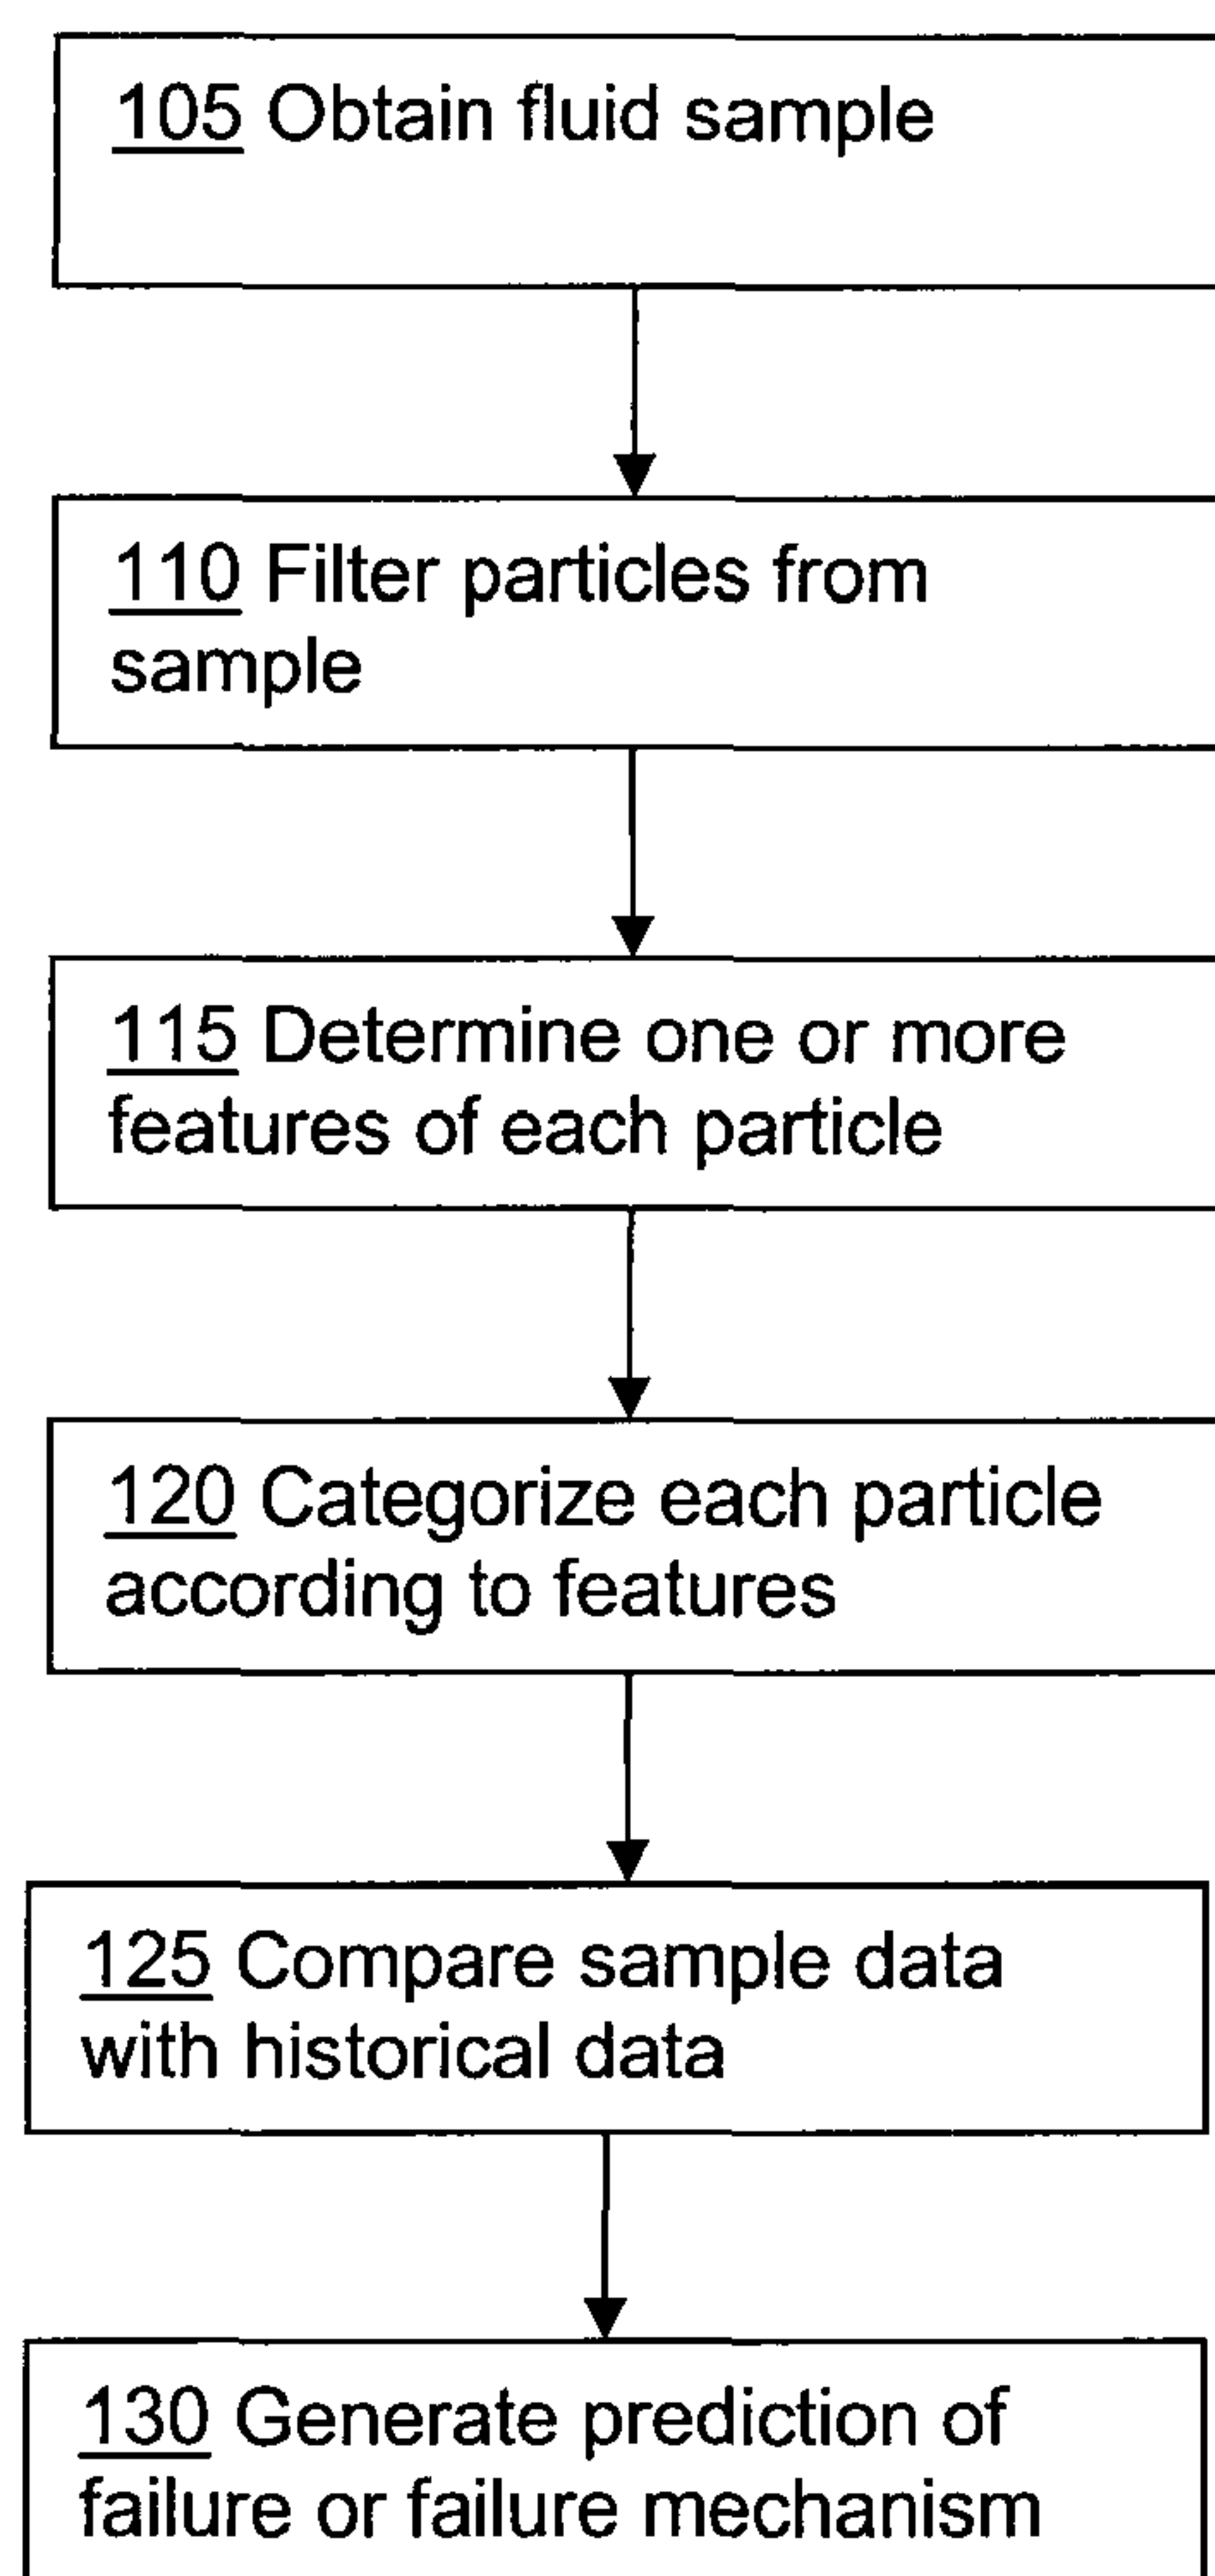 105 Obtain fluid sample
110 Filter particles from
sample
115 Determine one or more
features of each particle
120 Categorize each particle
according to features
125 Compare sample data
with historical data
130 Generate prediction of
failure or failure mechanism